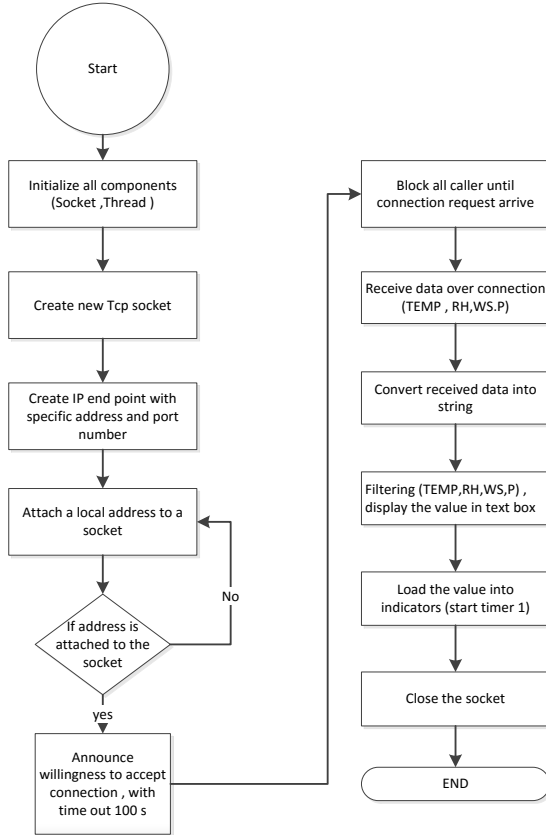 Start
Initialize all components
(Socket ,Thread )
Create new Tcp socket
Create IP end point with
specific address and port
number
Attach a local address to a
socket
No
If address is
attached to the
socket
yes
Announce
willingness to accept
connection , with
time out 100 s
Block all caller until
connection request arrive
Receive data over connection
(TEMP , RH,WS.P)
Convert received data into
string
Filtering (TEMP,RH,WS,P) ,
display the value in text box
Load the value into
indicators (start timer 1)
Close the socket
END